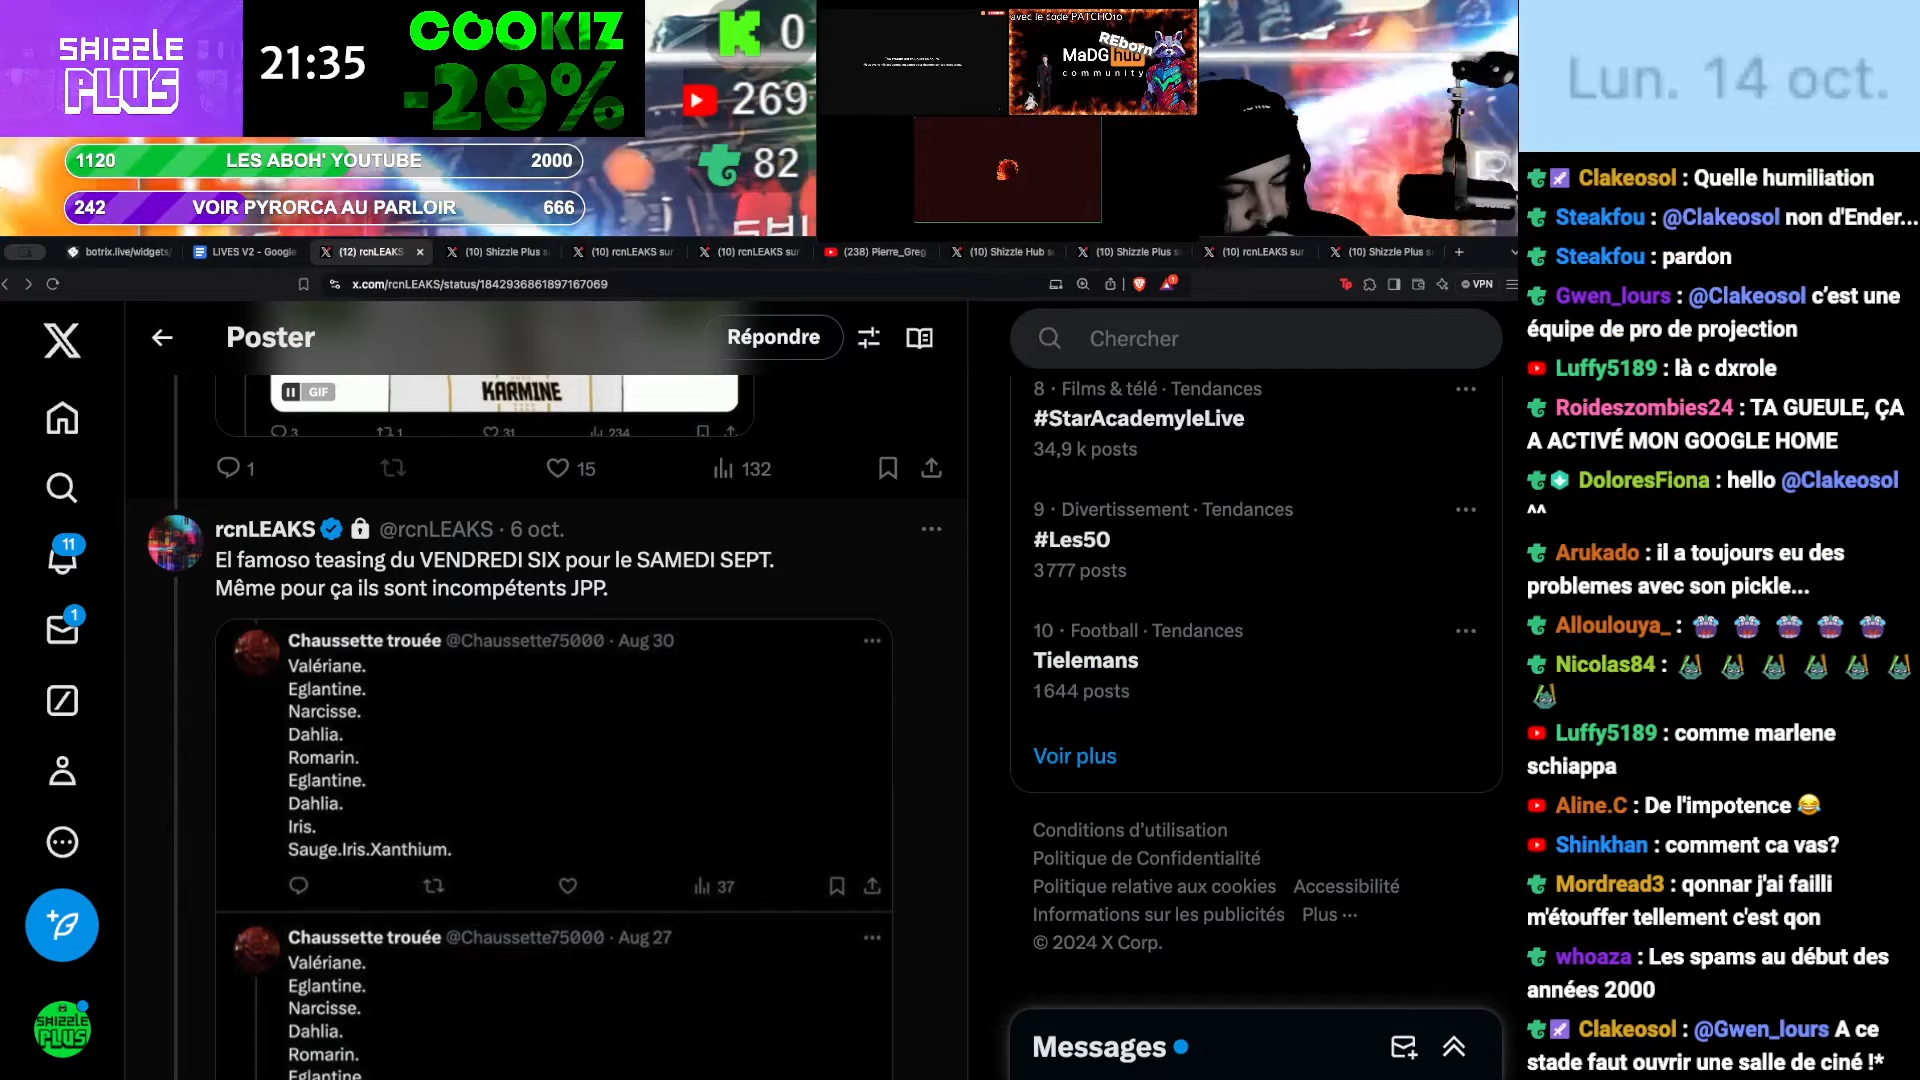 SHIZZLE
PLUS
21:35
COOKIZ
-20%
0
269
82
1120 LES ABOH' YOUTUBE 2000
242 VOIR PYRORCA AU PARLOIR 666
avec le code PATCHO10
REborn
MaDG hub
community
Lun. 14 oct.
botrix.live/widgets/
LIVES V2 - Google
(12) rcnLEAKS
(10) Shizzle Plus s
(10) rcnLEAKS sur
(10) rcnLEAKS sur
(238) Pierre_Greg
(10) Shizzle Hub s
(10) Shizzle Plus s
(10) rcnLEAKS sur
(10) Shizzle Plus s
x.com/rcnLEAKS/status/1842936861897167069
VPN
Poster
Répondre
GIF
KARMINE
3 1 31 234
1 15 132
rcnLEAKS @rcnLEAKS · 6 oct.
El famoso teasing du VENDREDI SIX pour le SAMEDI SEPT.
Même pour ça ils sont incompétents JPP.
Chaussette trouée @Chaussette75000 · Aug 30
Valériane.
Eglantine.
Narcisse.
Dahlia.
Romarin.
Eglantine.
Dahlia.
Iris.
Sauge.Iris.Xanthium.
37
Chaussette trouée @Chaussette75000 · Aug 27
Valériane.
Eglantine.
Narcisse.
Dahlia.
Romarin.
Eglantine
11
1
SHIZZLE
PLUS
Chercher
8 · Films & télé · Tendances
#StarAcademyleLive
34,9 k posts
9 · Divertissement · Tendances
#Les50
3 777 posts
10 · Football · Tendances
Tielemans
1 644 posts
Voir plus
Conditions d’utilisation
Politique de Confidentialité
Politique relative aux cookies Accessibilité
Informations sur les publicités Plus ···
© 2024 X Corp.
Messages
Clakeosol : Quelle humiliation
Steakfou : @Clakeosol non d'Ender...
Steakfou : pardon
Gwen_lours : @Clakeosol c’est une
équipe de pro de projection
Luffy5189 : là c dxrole
Roideszombies24 : TA GUEULE, ÇA
A ACTIVÉ MON GOOGLE HOME
DoloresFiona : hello @Clakeosol
^^
Arukado : il a toujours eu des
problemes avec son pickle...
Alloulouya_ :
Nicolas84 :
Luffy5189 : comme marlene
schiappa
Aline.C : De l'impotence 😂
Shinkhan : comment ca vas?
Mordread3 : qonnar j'ai failli
m'étouffer tellement c'est qon
whoaza : Les spams au début des
années 2000
Clakeosol : @Gwen_lours A ce
stade faut ouvrir une salle de ciné !*